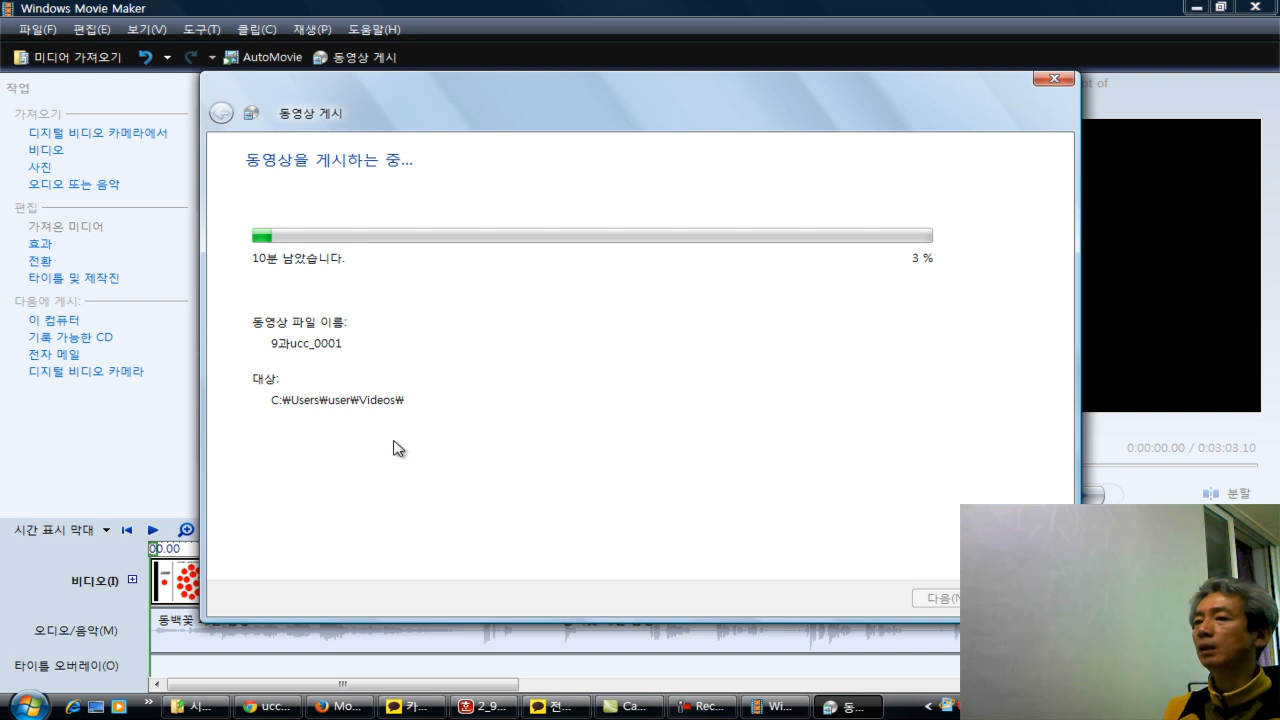 Windows Movie Maker
파일(F) 편집(E) 보기(V) 도구(T) 클립(C) 재생(P) 도움말(H)
미디어 가져오기 AutoMovie 동영상 게시
작업
가져오기
디지털 비디오 카메라에서
비디오
사진
오디오 또는 음악
편집
가져온 미디어
효과
전환
타이틀 및 제작진
다음에 게시:
이 컴퓨터
기록 가능한 CD
전자 메일
디지털 비디오 카메라
동영상 게시
동영상을 게시하는 중...
10분 남았습니다. 3 %
동영상 파일 이름:
9과ucc_0001
대상:
C:₩Users₩user₩Videos₩
다음(N
of
0:00:00.00 / 0:03:03.10
분할
시간 표시 막대
00.00
비디오(I)
동백꽃
오디오/음악(M)
타이틀 오버레이(O)
시... ucc... Mo... 카... 2_9... 전... Ca... Rec... Wi... 동...